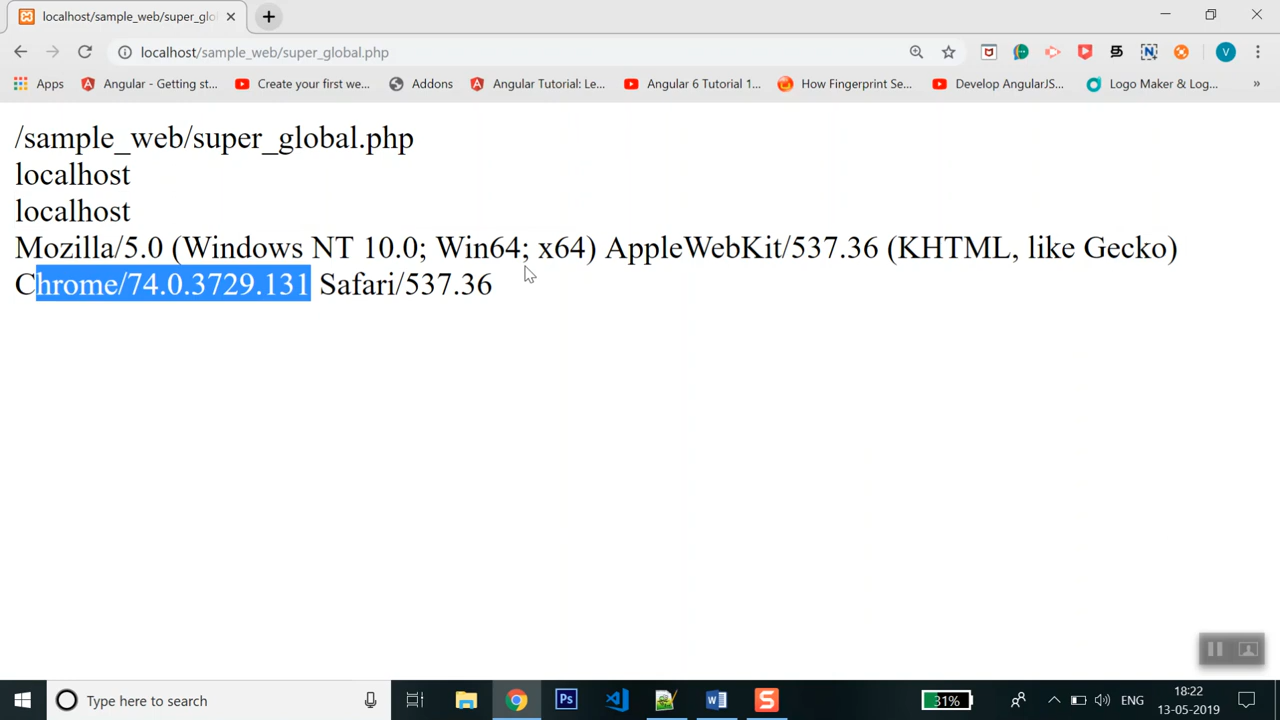 localhost/sample_web/super_glo
localhost/sample_web/super_global.php
V
Apps
Angular - Getting st...
Create your first we...
Addons
Angular Tutorial: Le...
Angular 6 Tutorial 1...
How Fingerprint Se...
Develop AngularJS...
Logo Maker & Log...
»
/sample_web/super_global.php
localhost
localhost
Mozilla/5.0 (Windows NT 10.0; Win64; x64) AppleWebKit/537.36 (KHTML, like Gecko)
Chrome/74.0.3729.131 Safari/537.36
Type here to search
Ps
31%
ENG
18:22
13-05-2019